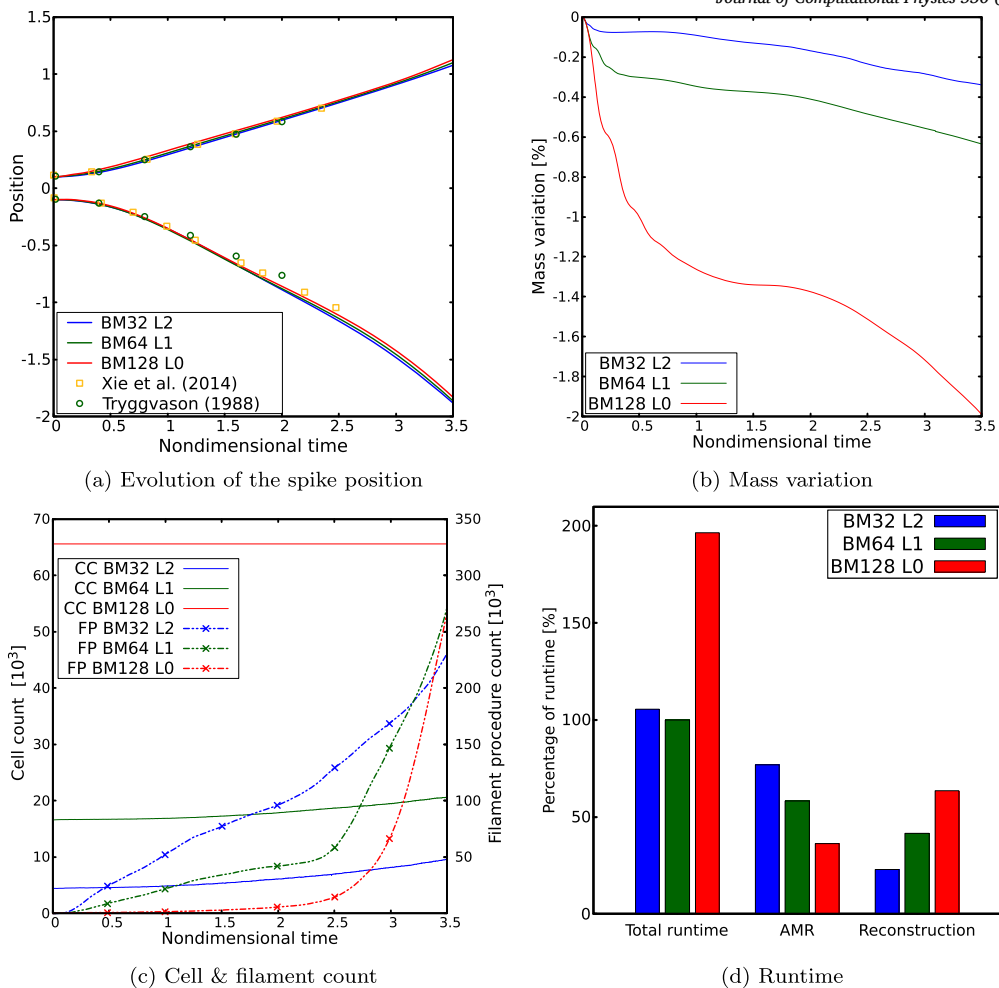 Journal of Computational Physics 336 (
1.5
1
0.5
0
-0.5
-1
-1.5
-2
Position
BM32 L2
BM64 L1
BM128 L0
Xie et al. (2014)
Tryggvason (1988)
0 0.5 1 1.5 2 2.5 3 3.5
Nondimensional time
(a) Evolution of the spike position
0
-0.2
-0.4
-0.6
-0.8
-1
-1.2
-1.4
-1.6
-1.8
-2
Mass variation [%]
BM32 L2
BM64 L1
BM128 L0
0 0.5 1 1.5 2 2.5 3 3.5
Nondimensional time
(b) Mass variation
70
60
50
40
30
20
10
0
Cell count [10³]
CC BM32 L2
CC BM64 L1
CC BM128 L0
FP BM32 L2
FP BM64 L1
FP BM128 L0
350
300
250
200
150
100
50
0
Filament procedure count [10³]
0 0.5 1 1.5 2 2.5 3 3.5
Nondimensional time
(c) Cell & filament count
200
150
100
50
0
Percentage of runtime [%]
BM32 L2
BM64 L1
BM128 L0
Total runtime AMR Reconstruction
(d) Runtime